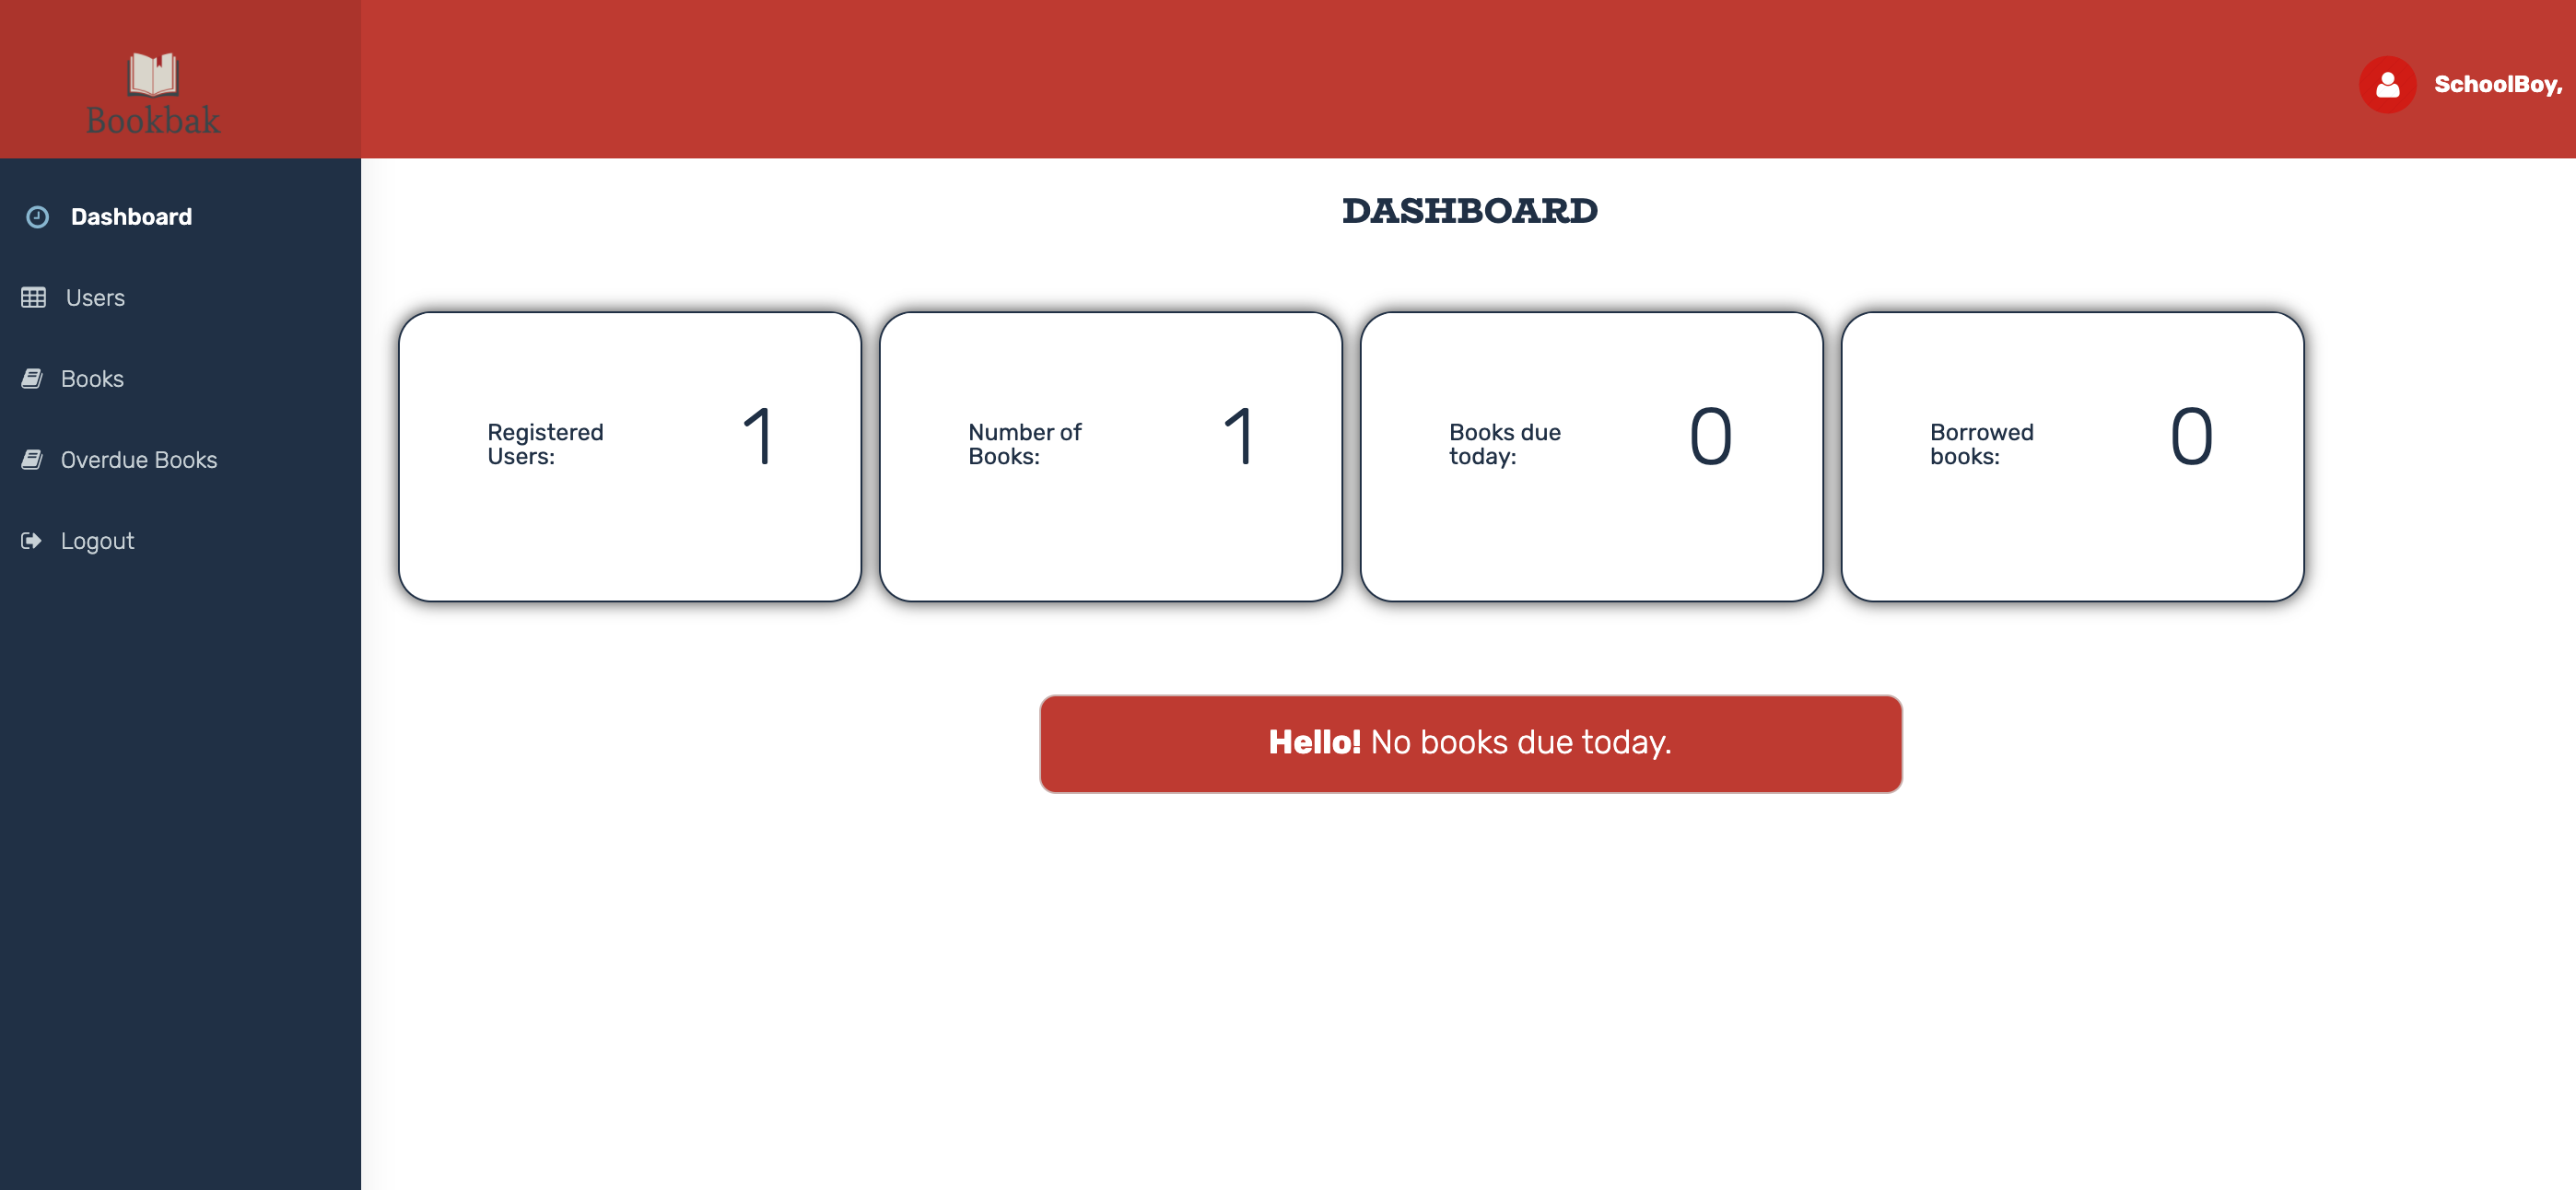 Bookbak
SchoolBoy,
Dashboard
Users
Books
Overdue Books
Logout
DASHBOARD
Registered
Users:
1
Number of
Books:
1
Books due
today:
0
Borrowed
books:
0
Hello! No books due today.